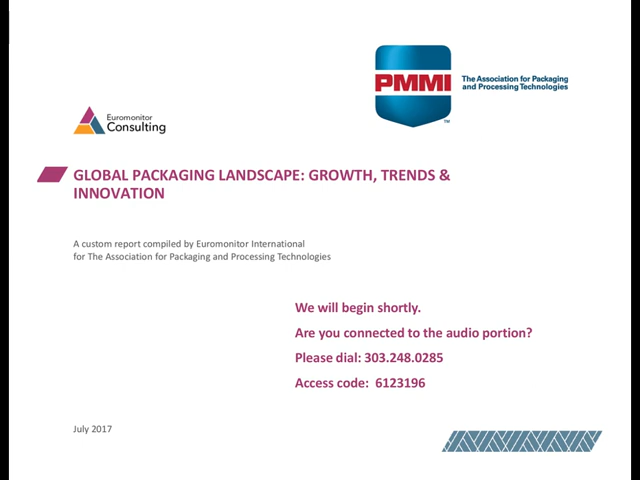 PMMI
TM
The Association for Packaging
and Processing Technologies
Euromonitor
Consulting
GLOBAL PACKAGING LANDSCAPE: GROWTH, TRENDS &
INNOVATION
A custom report compiled by Euromonitor International
for The Association for Packaging and Processing Technologies
We will begin shortly.
Are you connected to the audio portion?
Please dial: 303.248.0285
Access code:  6123196
July 2017